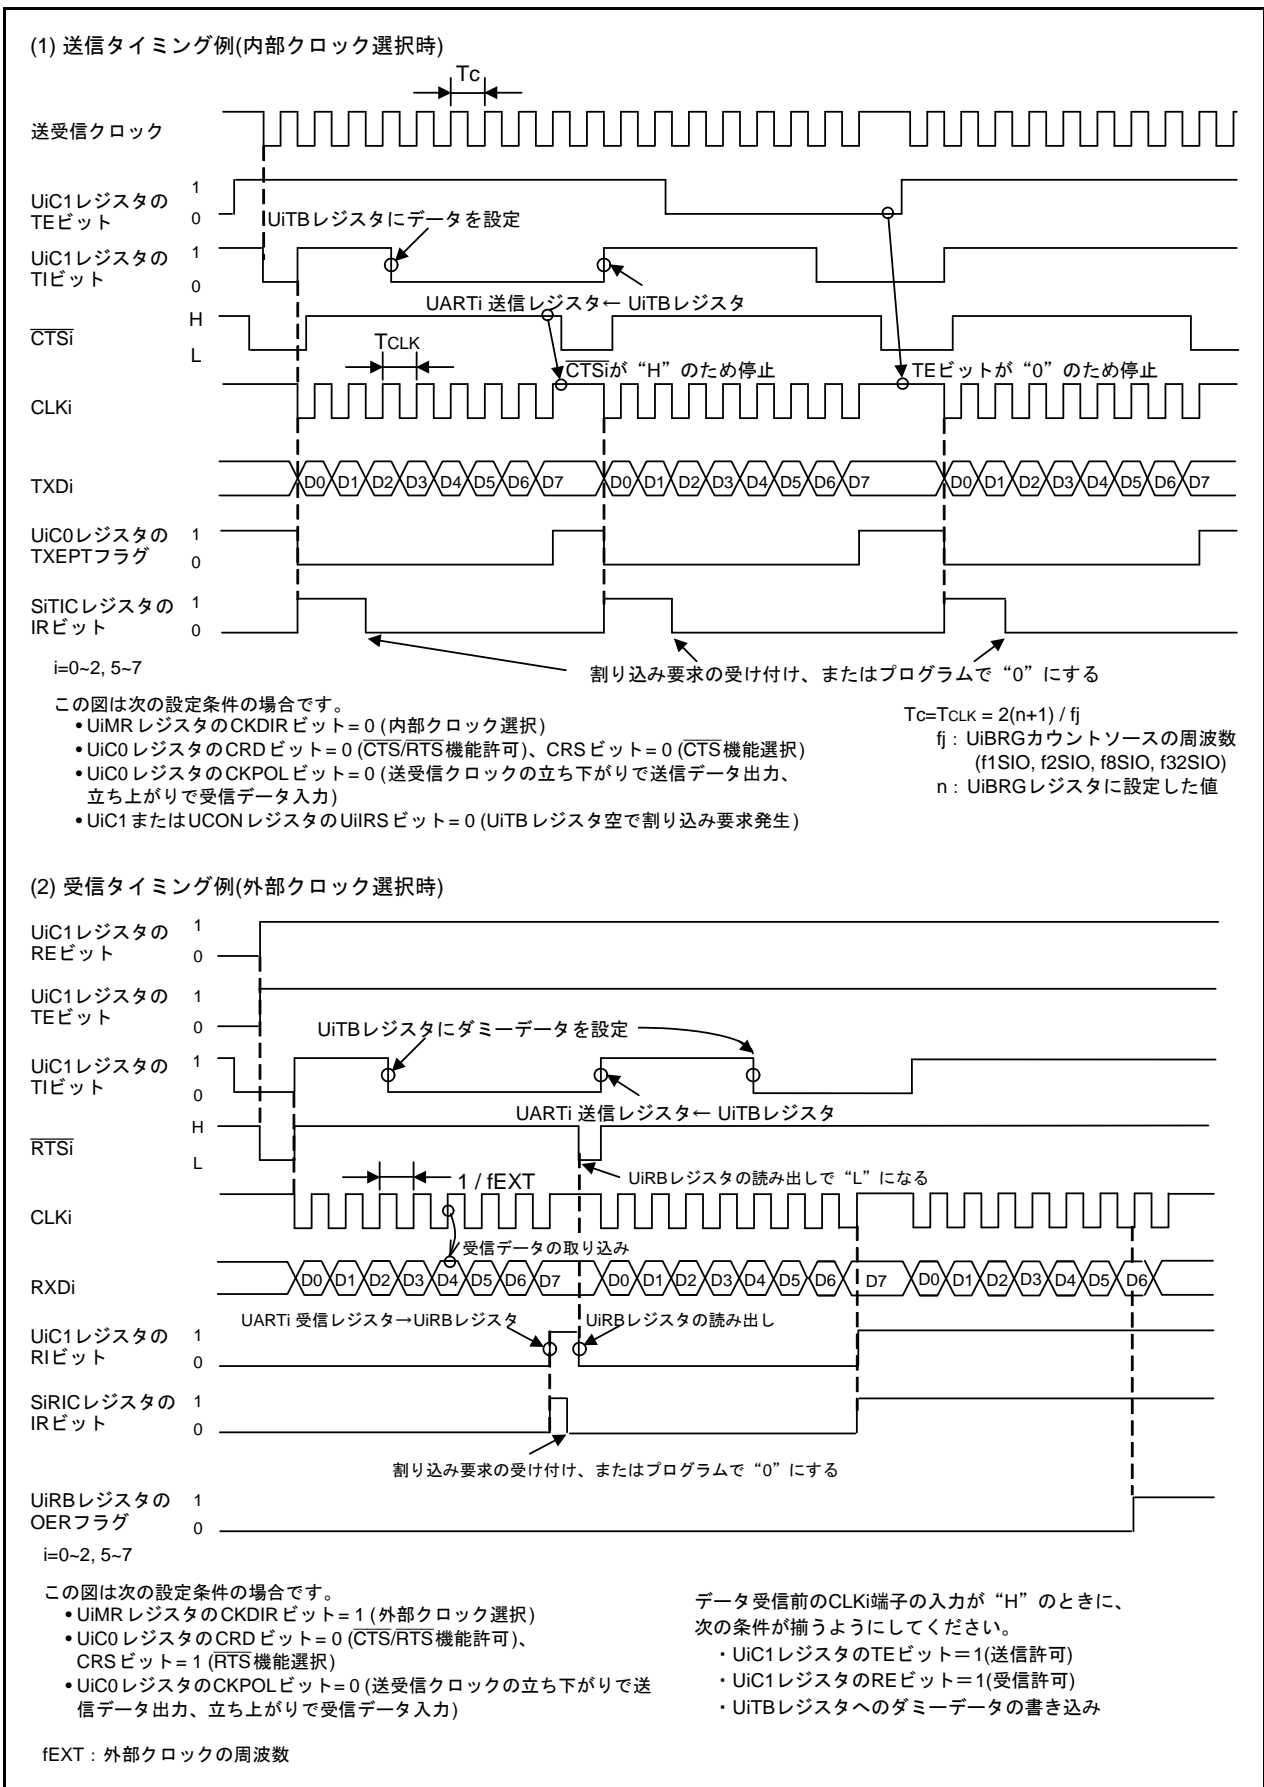 (1) 送信タイミング例(内部クロック選択時)
Tc
送受信クロック
UiC1レジスタの
TEビット
1
0
UiTBレジスタにデータを設定
UiC1レジスタの
TIビット
1
0
UARTi 送信レジスタ← UiTBレジスタ
CTSi
H
L
TCLK
CTSiが“H”のため停止
TEビットが“0”のため停止
CLKi
TXDi
D0 D1 D2 D3 D4 D5 D6 D7 D0 D1 D2 D3 D4 D5 D6 D7 D0 D1 D2 D3 D4 D5 D6 D7
UiC0レジスタの
TXEPTフラグ
1
0
SiTICレジスタの
IRビット
1
0
割り込み要求の受け付け、またはプログラムで“0”にする
i=0~2, 5~7
この図は次の設定条件の場合です。
•UiMRレジスタのCKDIRビット=0 (内部クロック選択)
•UiC0レジスタのCRDビット=0 (CTS/RTS機能許可)、CRSビット=0 (CTS機能選択)
•UiC0レジスタのCKPOLビット=0 (送受信クロックの立ち下がりで送信データ出力、
立ち上がりで受信データ入力)
•UiC1またはUCONレジスタのUiIRSビット=0 (UiTBレジスタ空で割り込み要求発生)
Tc=TCLK = 2(n+1) / fj
fj : UiBRGカウントソースの周波数
(f1SIO, f2SIO, f8SIO, f32SIO)
n : UiBRGレジスタに設定した値
(2) 受信タイミング例(外部クロック選択時)
UiC1レジスタの
REビット
1
0
UiC1レジスタの
TEビット
1
0
UiTBレジスタにダミーデータを設定
UiC1レジスタの
TIビット
1
0
UARTi 送信レジスタ← UiTBレジスタ
RTSi
H
L
1 / fEXT
UiRBレジスタの読み出しで“L”になる
CLKi
受信データの取り込み
RXDi
D0 D1 D2 D3 D4 D5 D6 D7 D0 D1 D2 D3 D4 D5 D6 D7 D0 D1 D2 D3 D4 D5 D6
UARTi 受信レジスタ→UiRBレジスタ
UiRBレジスタの読み出し
UiC1レジスタの
RIビット
1
0
SiRICレジスタの
IRビット
1
0
割り込み要求の受け付け、またはプログラムで“0”にする
UiRBレジスタの
OERフラグ
1
0
i=0~2, 5~7
この図は次の設定条件の場合です。
•UiMRレジスタのCKDIRビット=1 (外部クロック選択)
•UiC0レジスタのCRDビット=0 (CTS/RTS機能許可)、
CRSビット=1 (RTS機能選択)
•UiC0レジスタのCKPOLビット=0 (送受信クロックの立ち下がりで送
信データ出力、立ち上がりで受信データ入力)
fEXT : 外部クロックの周波数
データ受信前のCLKi端子の入力が“H”のときに、
次の条件が揃うようにしてください。
・UiC1レジスタのTEビット=1(送信許可)
・UiC1レジスタのREビット=1(受信許可)
・UiTBレジスタへのダミーデータの書き込み